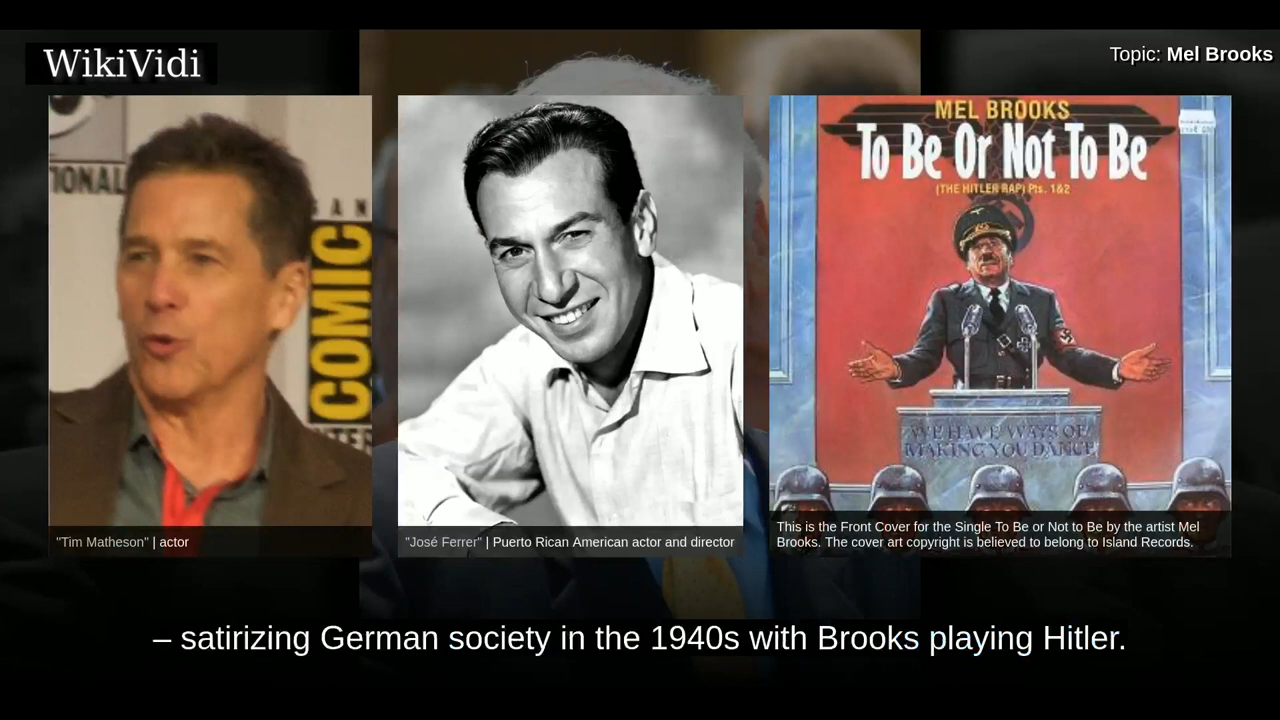 WikiVidi
Topic: Mel Brooks
IONAL
COMIC
"Tim Matheson" | actor
"José Ferrer" | Puerto Rican American actor and director
MEL BROOKS
To Be Or Not To Be
(THE HITLER RAP) Pts. 1&2
WE HAVE WAYS OF
MAKING YOU DANCE
This is the Front Cover for the Single To Be or Not to Be by the artist Mel
Brooks. The cover art copyright is believed to belong to Island Records.
– satirizing German society in the 1940s with Brooks playing Hitler.